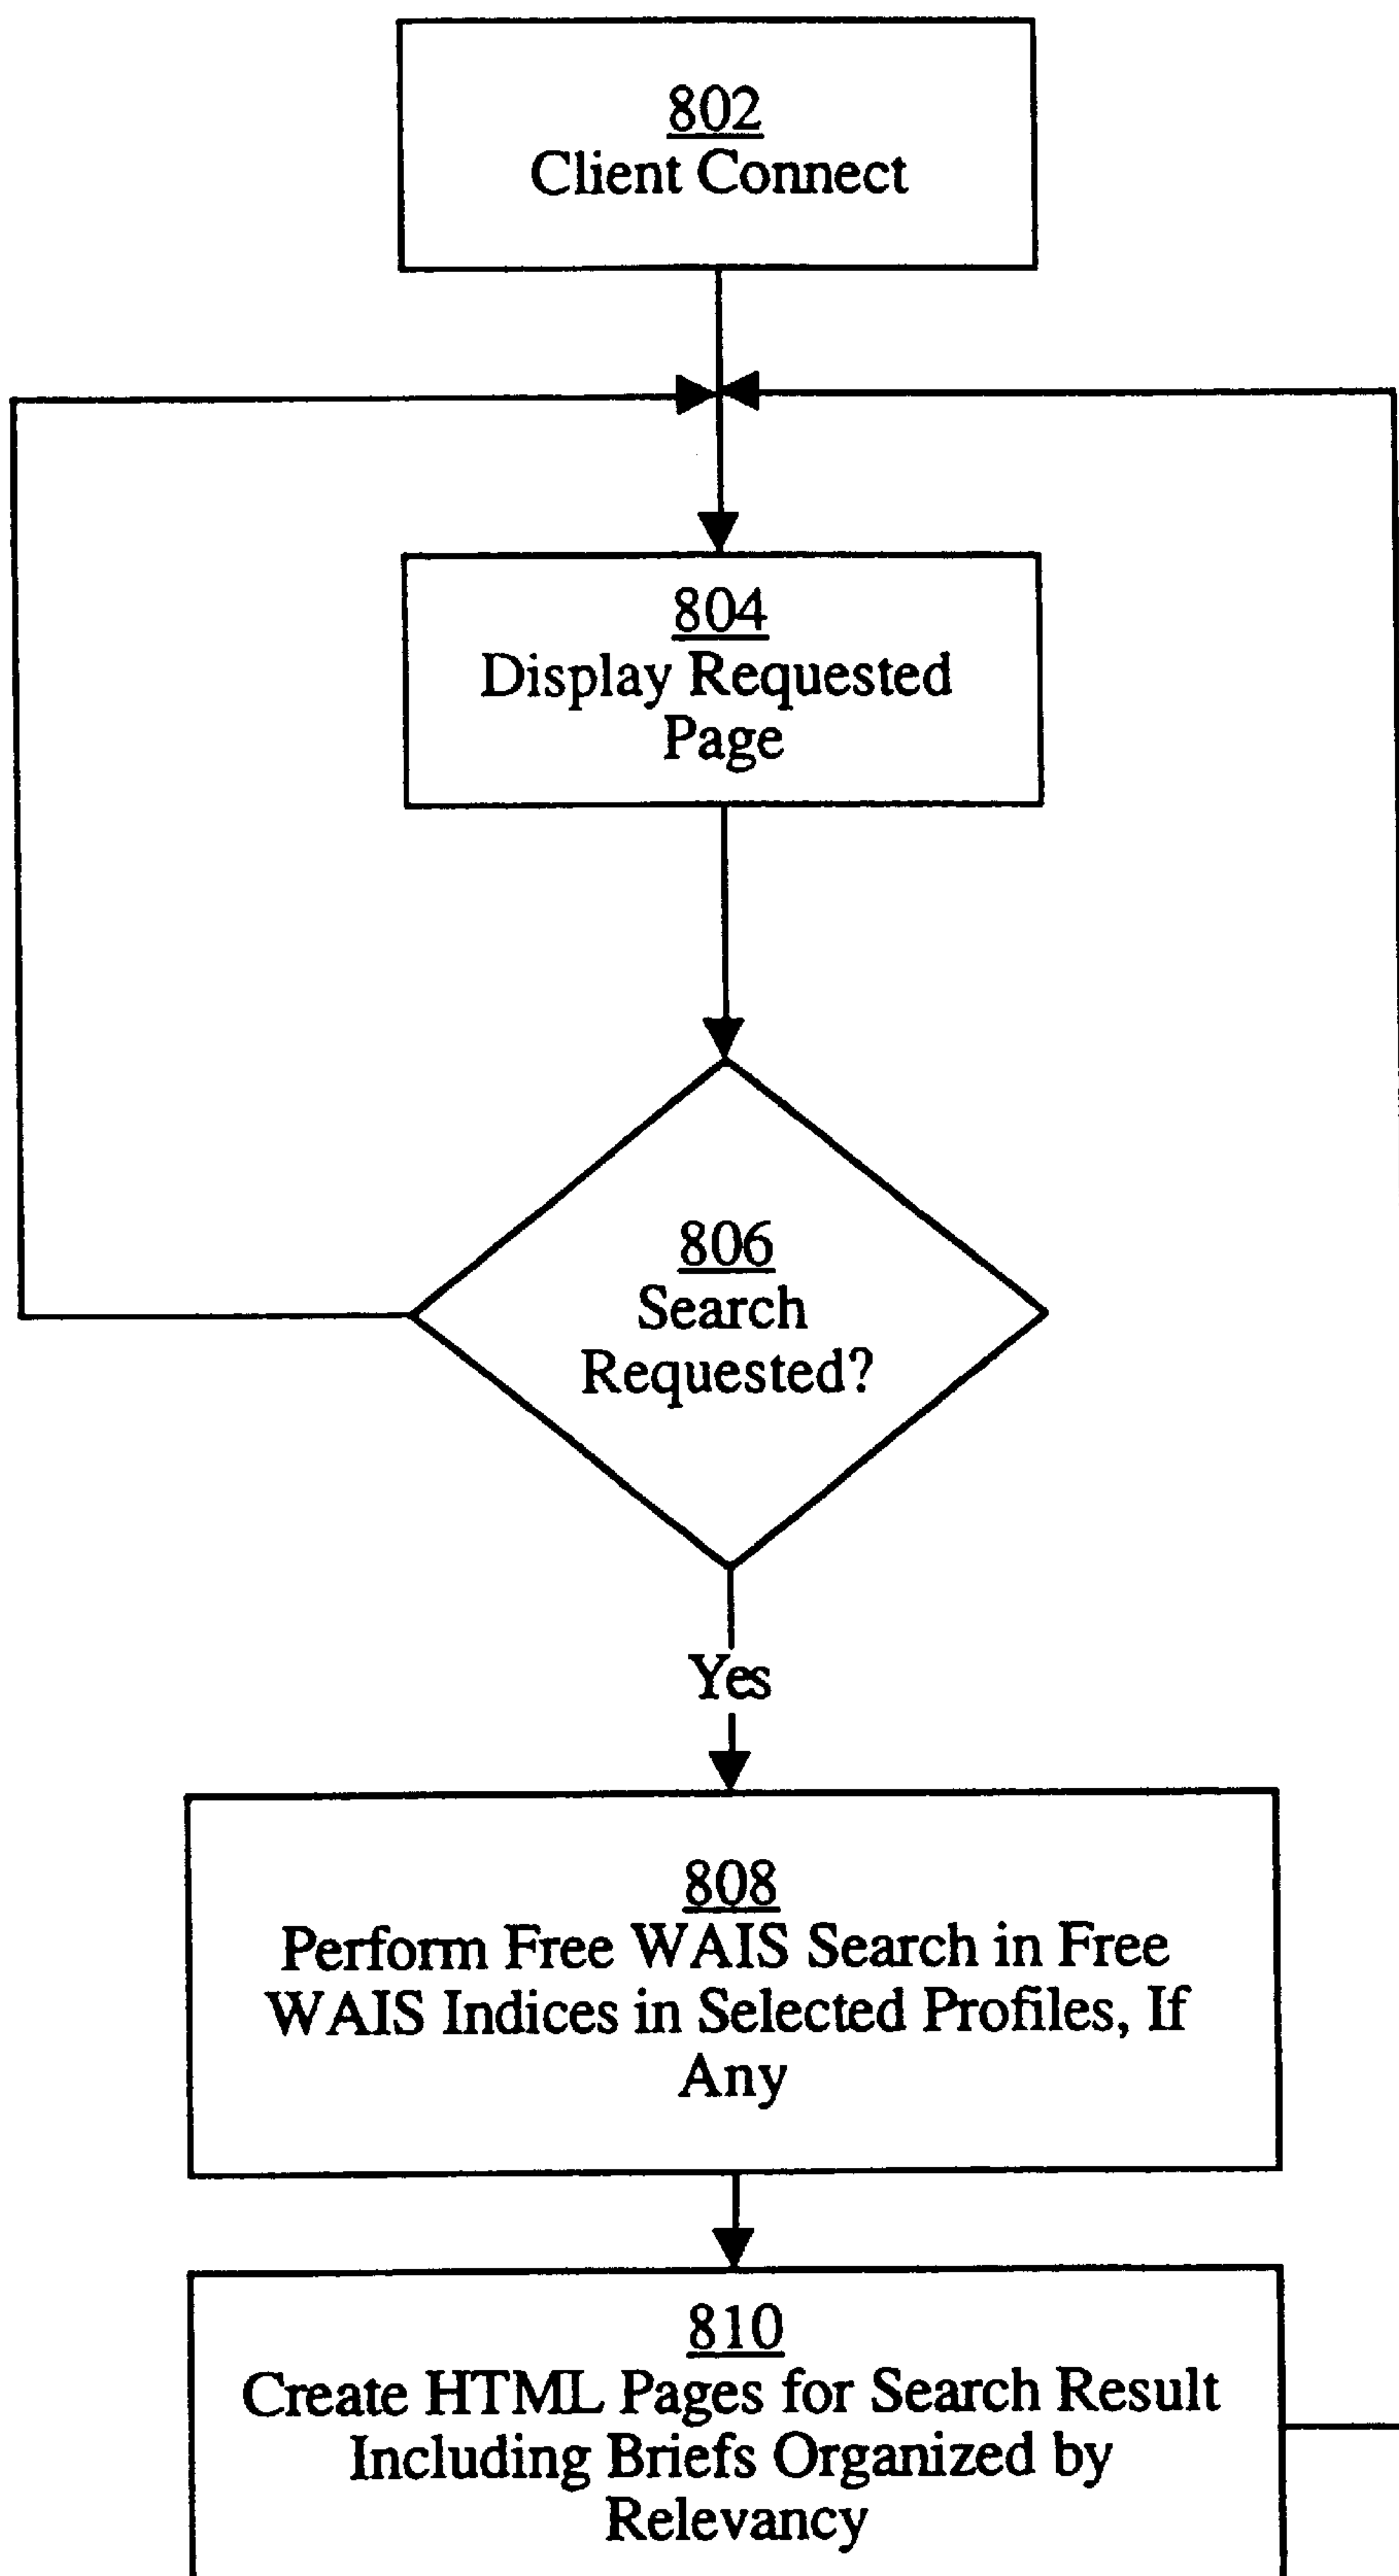 802
Client Connect
804
Display Requested
Page
806
Search
Requested?
Yes
808
Perform Free WAIS Search in Free
WAIS Indices in Selected Profiles, If
Any
810
Create HTML Pages for Search Result
Including Briefs Organized by
Relevancy